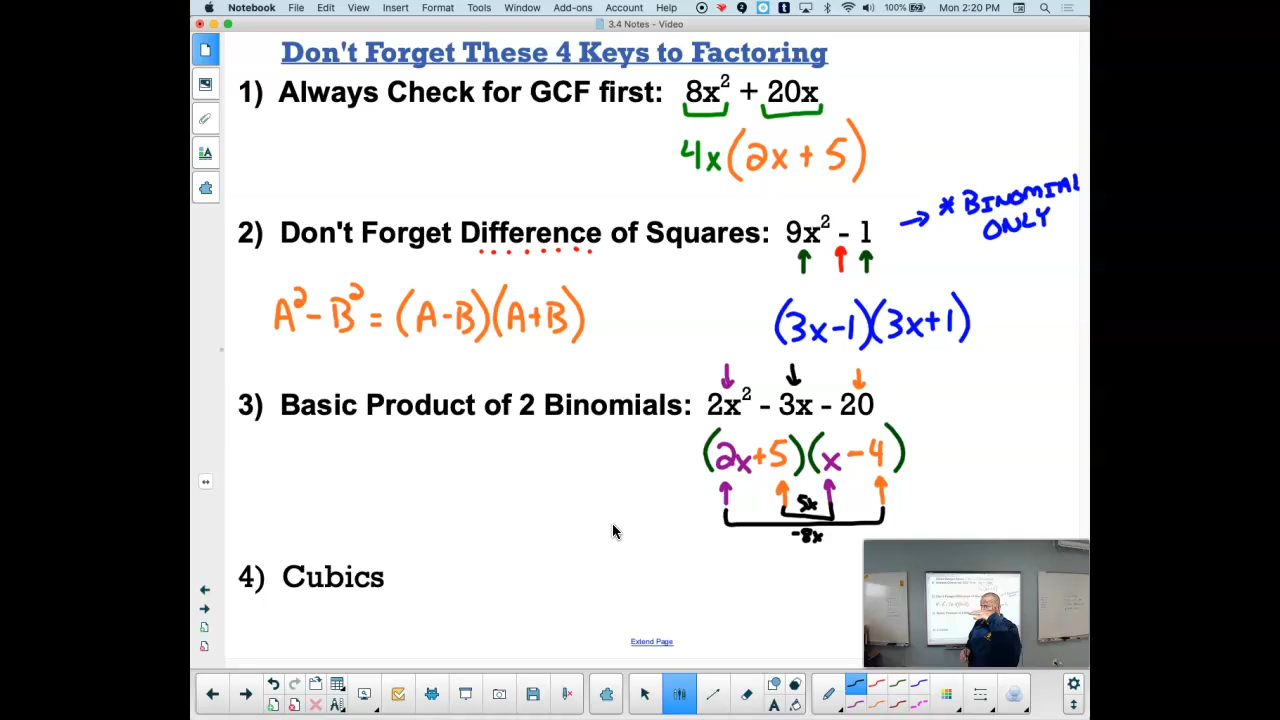 Notebook File Edit View Insert Format Tools Window Add-ons Account Help 100% Mon 2:20 PM
3.4 Notes - Video
Don't Forget These 4 Keys to Factoring
1) Always Check for GCF first: 8x² + 20x
4x(2x + 5)
* BINOMIAL
ONLY
2) Don't Forget Difference of Squares: 9x² - 1
A² - B² = (A-B)(A+B)
(3x-1)(3x+1)
3) Basic Product of 2 Binomials: 2x² - 3x - 20
(2x+5)(x-4)
5x
-8x
4) Cubics
Extend Page